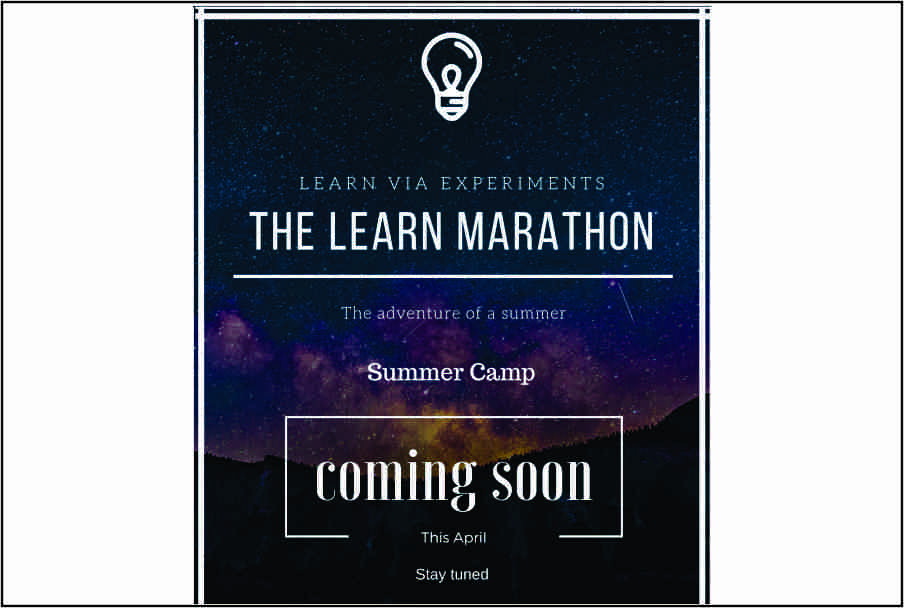 LEARN VIA EXPERIMENTS
THE LEARN MARATHON
The adventure of a summer
Summer Camp
coming soon
This April
Stay tuned